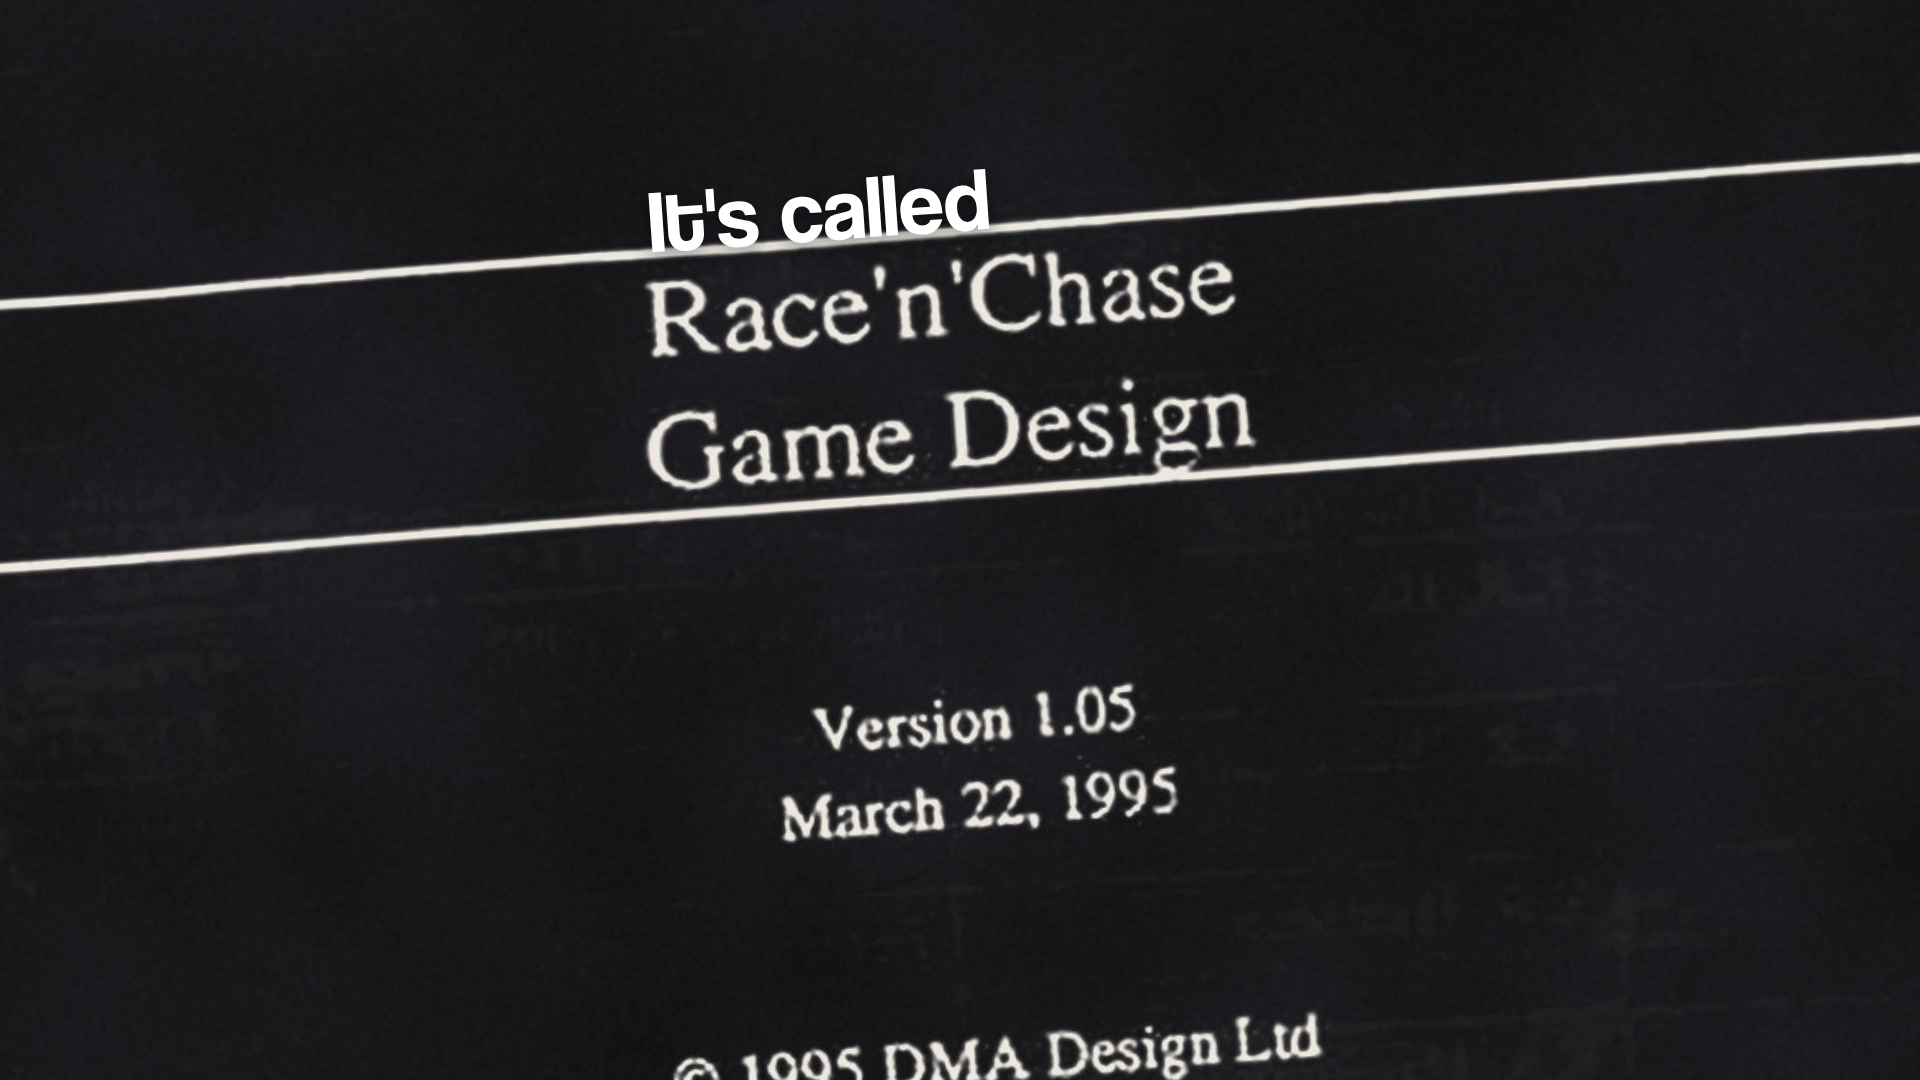 It's called
Race'n'Chase
Game Design
Version 1.05
March 22, 1995
© 1995 DMA Design Ltd